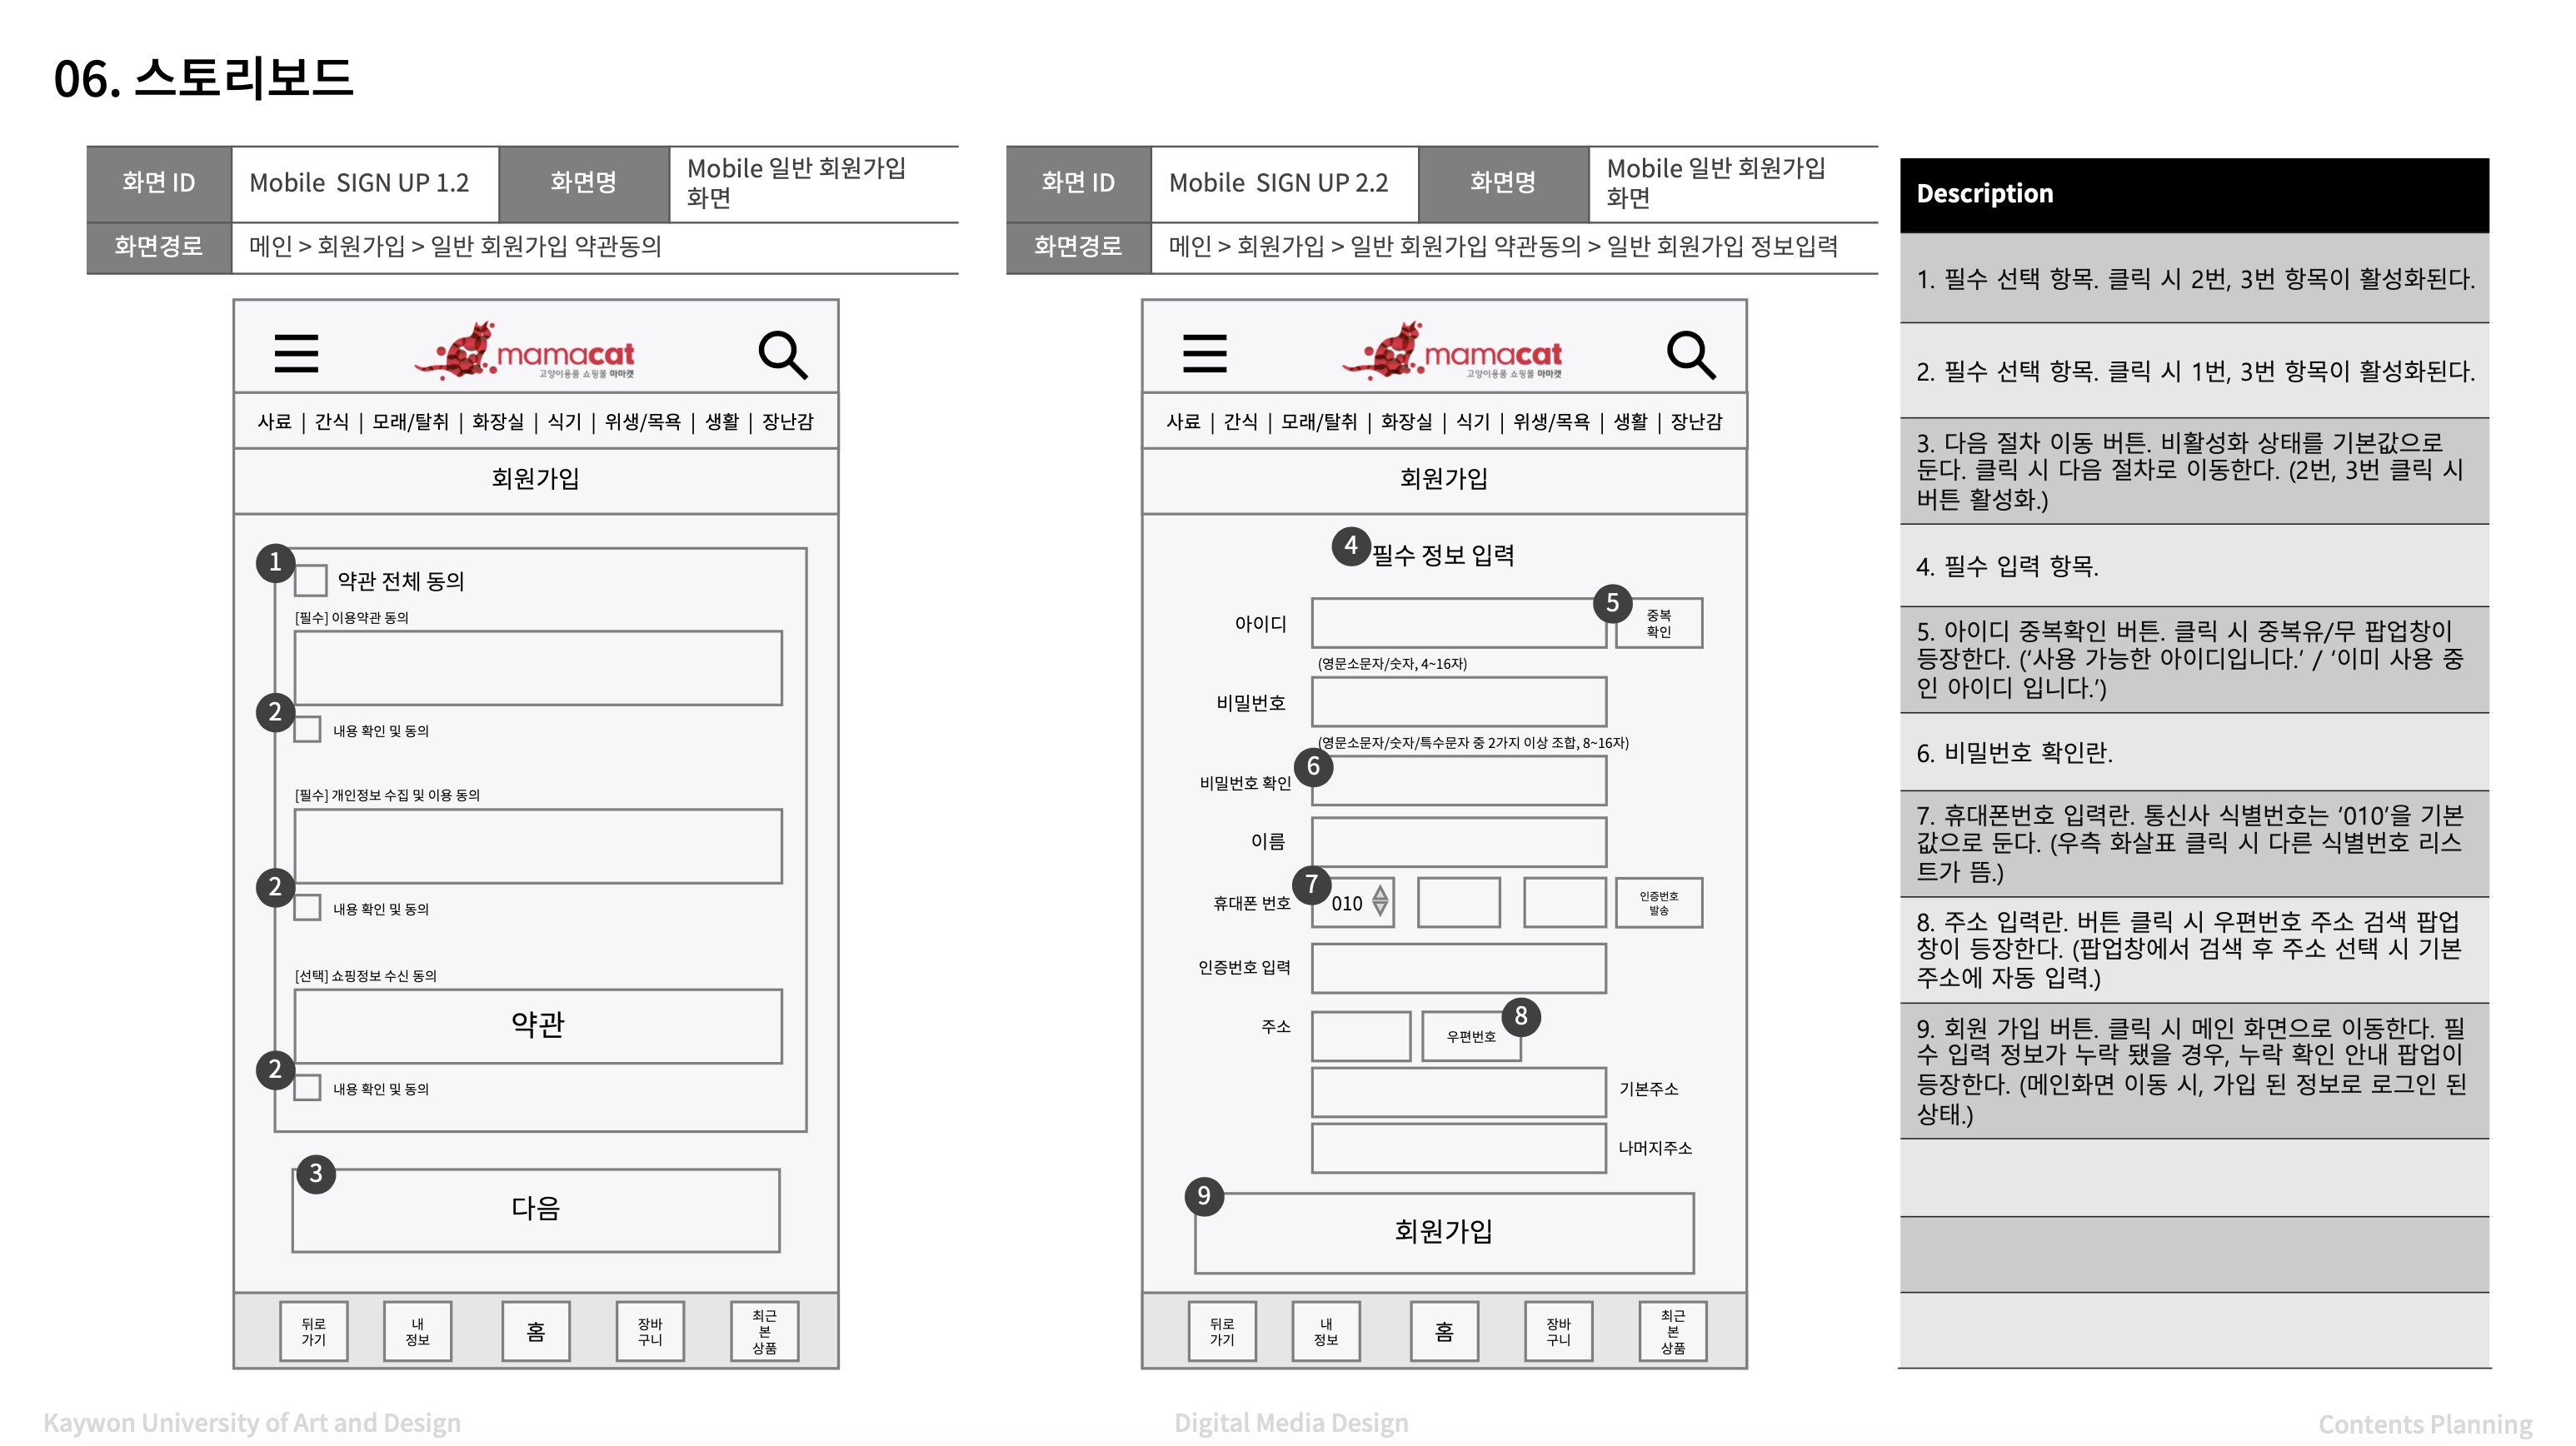 06. 스토리보드
화면 ID
Mobile  SIGN UP 1.2
화면명
Mobile 일반 회원가입
화면
화면경로
메인 > 회원가입 > 일반 회원가입 약관동의
mamacat
고양이용품 쇼핑몰 마마캣
사료 | 간식 | 모래/탈취 | 화장실 | 식기 | 위생/목욕 | 생활 | 장난감
회원가입
1
약관 전체 동의
[필수] 이용약관 동의
2
내용 확인 및 동의
[필수] 개인정보 수집 및 이용 동의
2
내용 확인 및 동의
[선택] 쇼핑정보 수신 동의
약관
2
내용 확인 및 동의
3
다음
뒤로
가기
내
정보
홈
장바
구니
최근
본
상품
화면 ID
Mobile  SIGN UP 2.2
화면명
Mobile 일반 회원가입
화면
화면경로
메인 > 회원가입 > 일반 회원가입 약관동의 > 일반 회원가입 정보입력
mamacat
고양이용품 쇼핑몰 마마캣
사료 | 간식 | 모래/탈취 | 화장실 | 식기 | 위생/목욕 | 생활 | 장난감
회원가입
4
필수 정보 입력
아이디
5
중복
확인
(영문소문자/숫자, 4~16자)
비밀번호
(영문소문자/숫자/특수문자 중 2가지 이상 조합, 8~16자)
비밀번호 확인
6
이름
휴대폰 번호
7
010
인증번호
발송
인증번호 입력
주소
우편번호
8
기본주소
나머지주소
9
회원가입
뒤로
가기
내
정보
홈
장바
구니
최근
본
상품
Description
1. 필수 선택 항목. 클릭 시 2번, 3번 항목이 활성화된다.
2. 필수 선택 항목. 클릭 시 1번, 3번 항목이 활성화된다.
3. 다음 절차 이동 버튼. 비활성화 상태를 기본값으로
둔다. 클릭 시 다음 절차로 이동한다. (2번, 3번 클릭 시
버튼 활성화.)
4. 필수 입력 항목.
5. 아이디 중복확인 버튼. 클릭 시 중복유/무 팝업창이
등장한다. (‘사용 가능한 아이디입니다.’ / ‘이미 사용 중
인 아이디 입니다.’)
6. 비밀번호 확인란.
7. 휴대폰번호 입력란. 통신사 식별번호는 ‘010’을 기본
값으로 둔다. (우측 화살표 클릭 시 다른 식별번호 리스
트가 뜸.)
8. 주소 입력란. 버튼 클릭 시 우편번호 주소 검색 팝업
창이 등장한다. (팝업창에서 검색 후 주소 선택 시 기본
주소에 자동 입력.)
9. 회원 가입 버튼. 클릭 시 메인 화면으로 이동한다. 필
수 입력 정보가 누락 됐을 경우, 누락 확인 안내 팝업이
등장한다. (메인화면 이동 시, 가입 된 정보로 로그인 된
상태.)
Kaywon University of Art and Design
Digital Media Design
Contents Planning